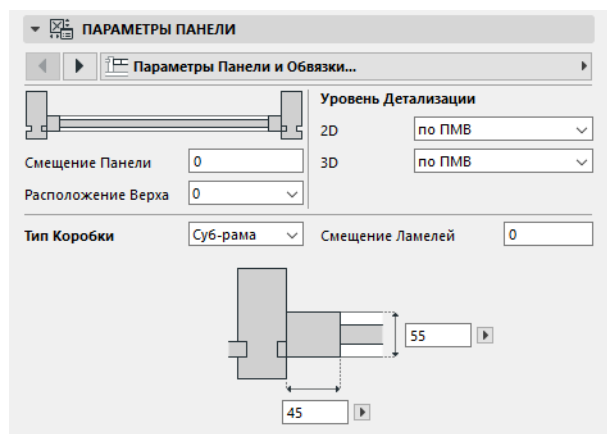 ПАРАМЕТРЫ ПАНЕЛИ
Параметры Панели и Обвязки...
Уровень Детализации
2D по ПМВ
Смещение Панели 0
3D по ПМВ
Расположение Верха 0
Тип Коробки Суб-рама Смещение Ламелей 0
55
45